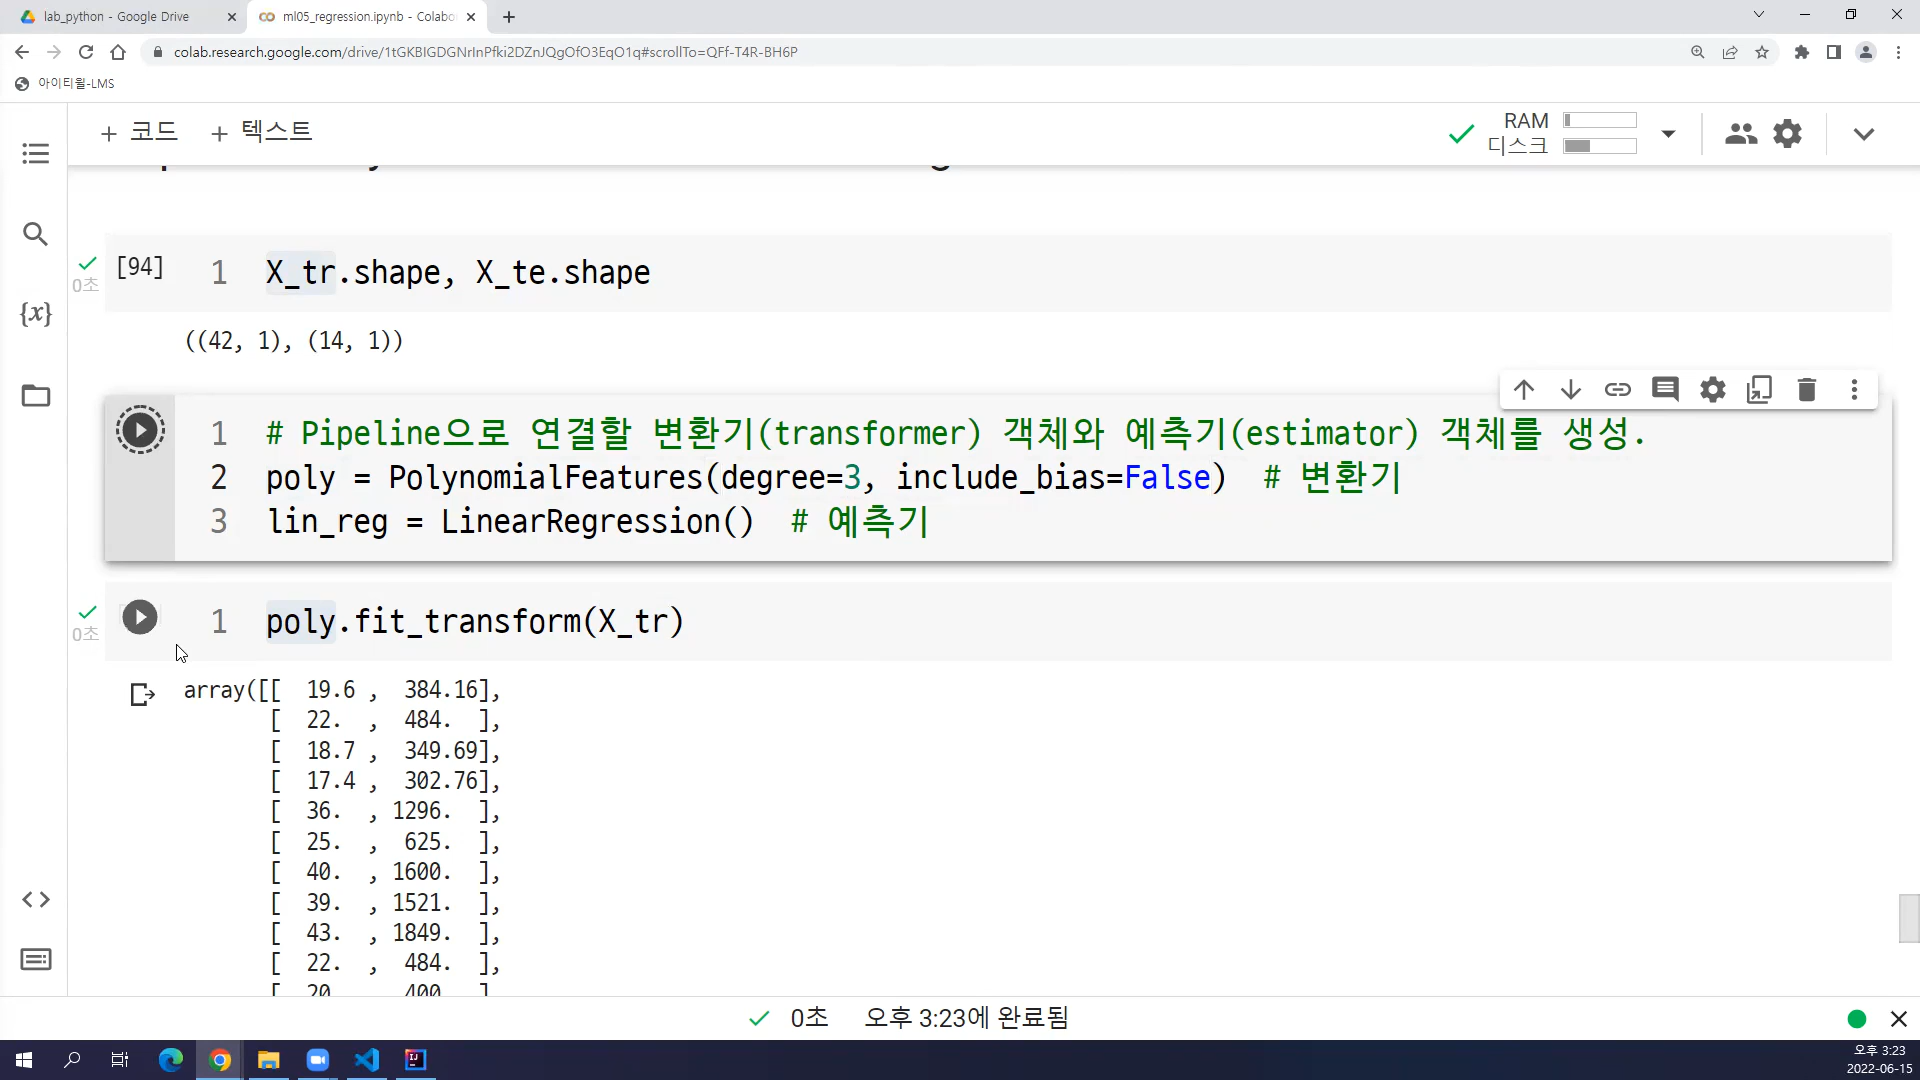 lab_python - Google Drive
ml05_regression.ipynb - Colabo
colab.research.google.com/drive/1tGKBIGDGNrInPfki2DZnJQgOfO3EqO1q#scrollTo=QFf-T4R-BH6P
아이티윌-LMS
+ 코드 + 텍스트
RAM
디스크
[94] 1 X_tr.shape, X_te.shape
0초
((42, 1), (14, 1))
1 # Pipeline으로 연결할 변환기(transformer) 객체와 예측기(estimator) 객체를 생성.
2 poly = PolynomialFeatures(degree=3, include_bias=False) # 변환기
3 lin_reg = LinearRegression() # 예측기
1 poly.fit_transform(X_tr)
0초
array([[ 19.6 , 384.16],
[ 22. , 484. ],
[ 18.7 , 349.69],
[ 17.4 , 302.76],
[ 36. , 1296. ],
[ 25. , 625. ],
[ 40. , 1600. ],
[ 39. , 1521. ],
[ 43. , 1849. ],
[ 22. , 484. ],
[ 20 400 ]
0초 오후 3:23에 완료됨
오후 3:23
2022-06-15